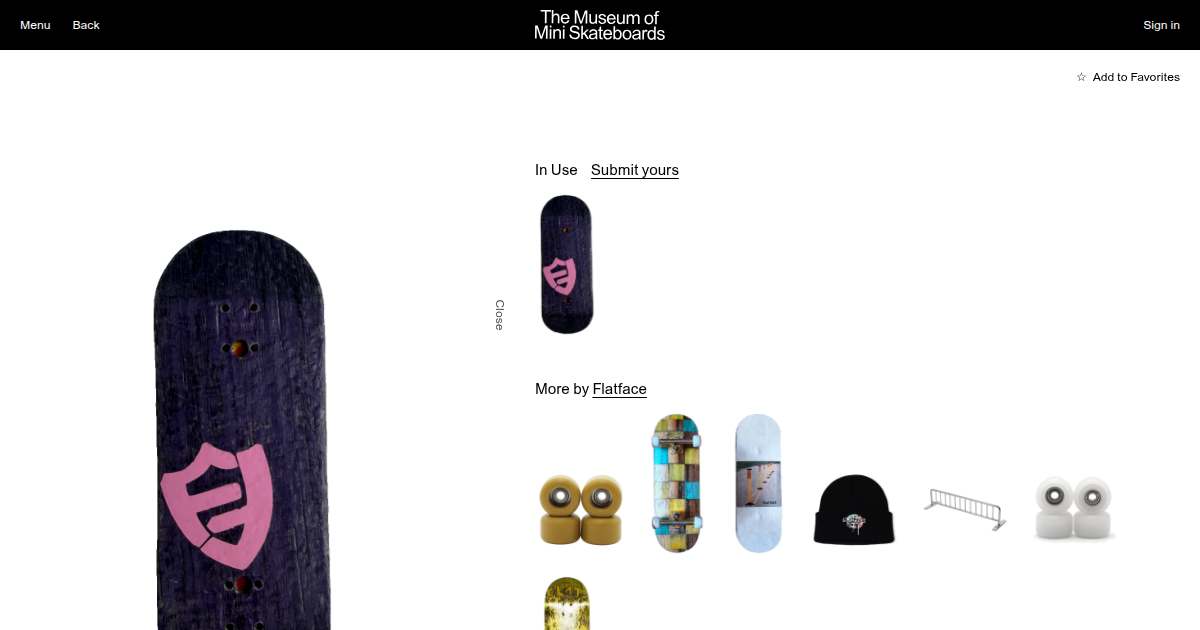 Menu
Back
The Museum of
Mini Skateboards
Sign in
☆ Add to Favorites
In Use Submit yours
Close
More by Flatface